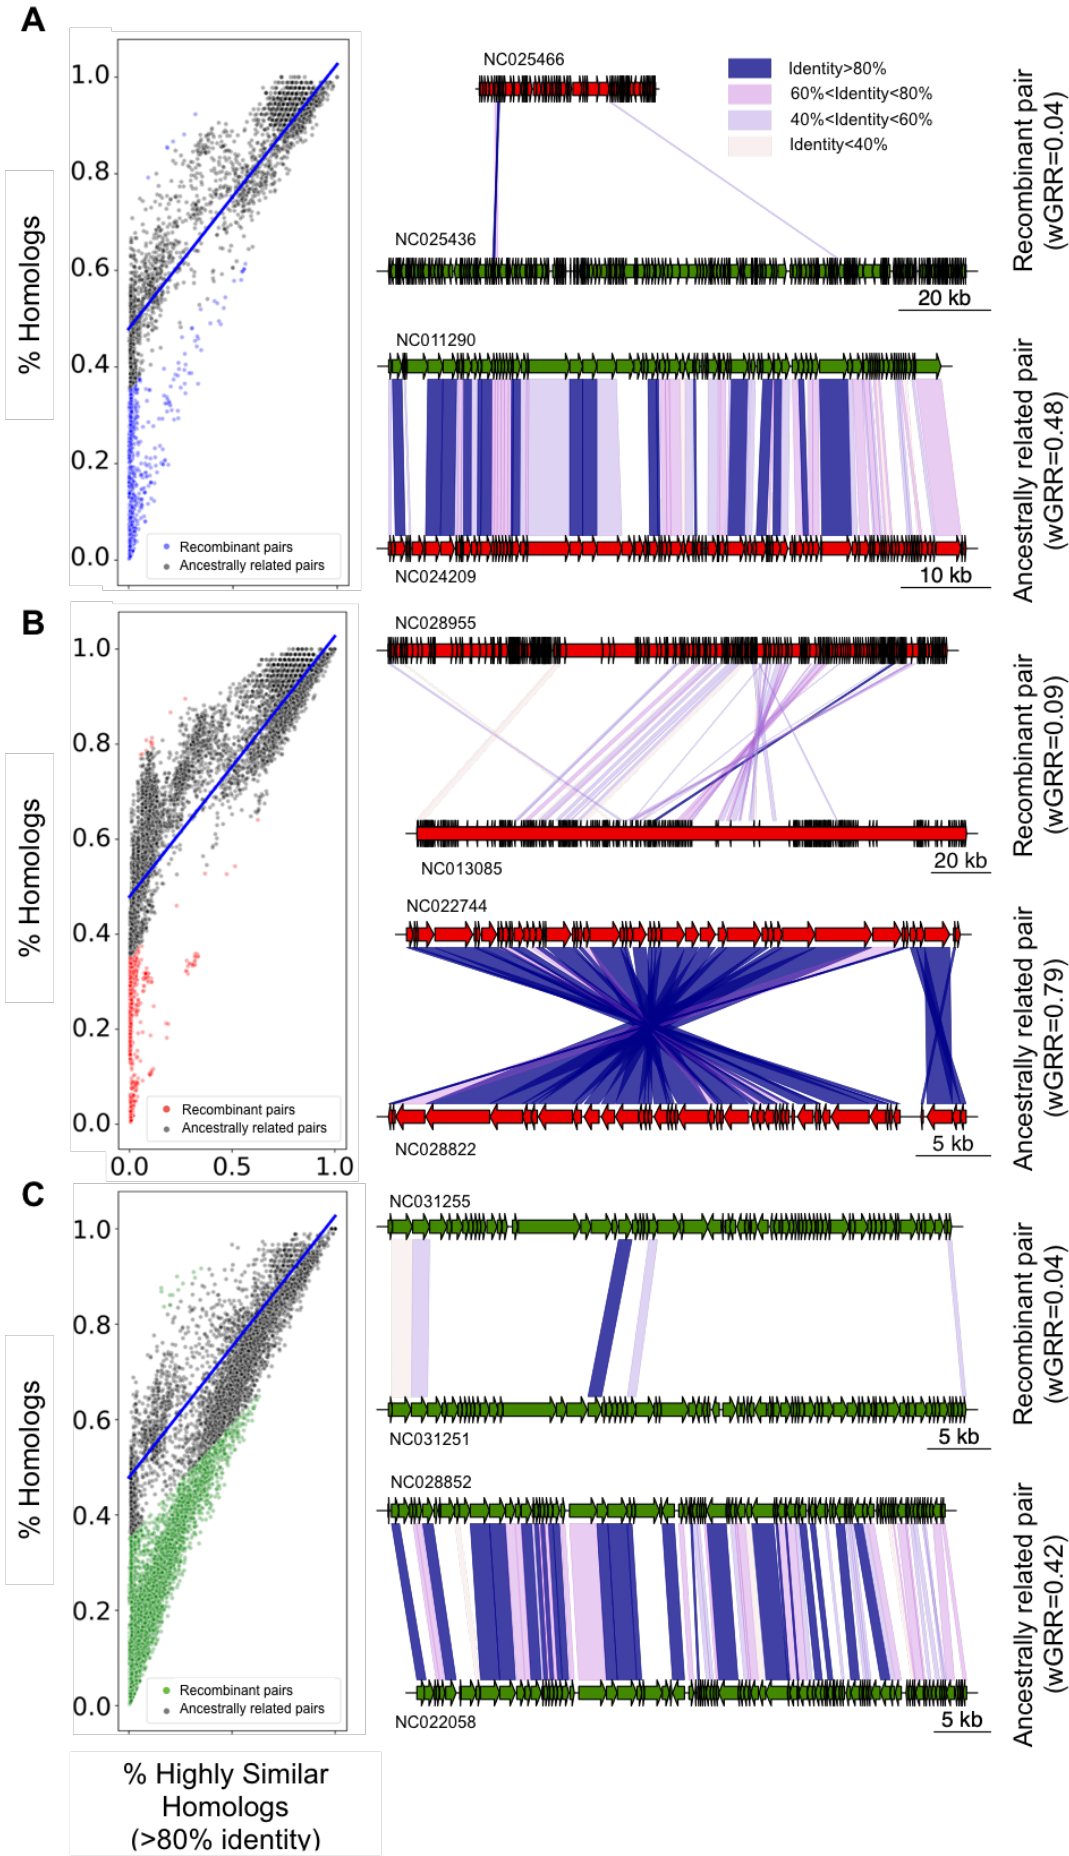 A
% Homologs
1.0
0.8
0.6
0.4
0.2
0.0
Recombinant pairs
Ancestrally related pairs
NC025466
Identity>80%
60%<Identity<80%
40%<Identity<60%
Identity<40%
NC025436
20 kb
Recombinant pair
(wGRR=0.04)
NC011290
NC024209
10 kb
Ancestrally related pair
(wGRR=0.48)
B
% Homologs
1.0
0.8
0.6
0.4
0.2
0.0
Recombinant pairs
Ancestrally related pairs
0.0 0.5 1.0
NC028955
NC013085
20 kb
Recombinant pair
(wGRR=0.09)
NC022744
NC028822
5 kb
Ancestrally related pair
(wGRR=0.79)
C
% Homologs
1.0
0.8
0.6
0.4
0.2
0.0
Recombinant pairs
Ancestrally related pairs
NC031255
NC031251
5 kb
Recombinant pair
(wGRR=0.04)
NC028852
NC022058
5 kb
Ancestrally related pair
(wGRR=0.42)
% Highly Similar
Homologs
(>80% identity)